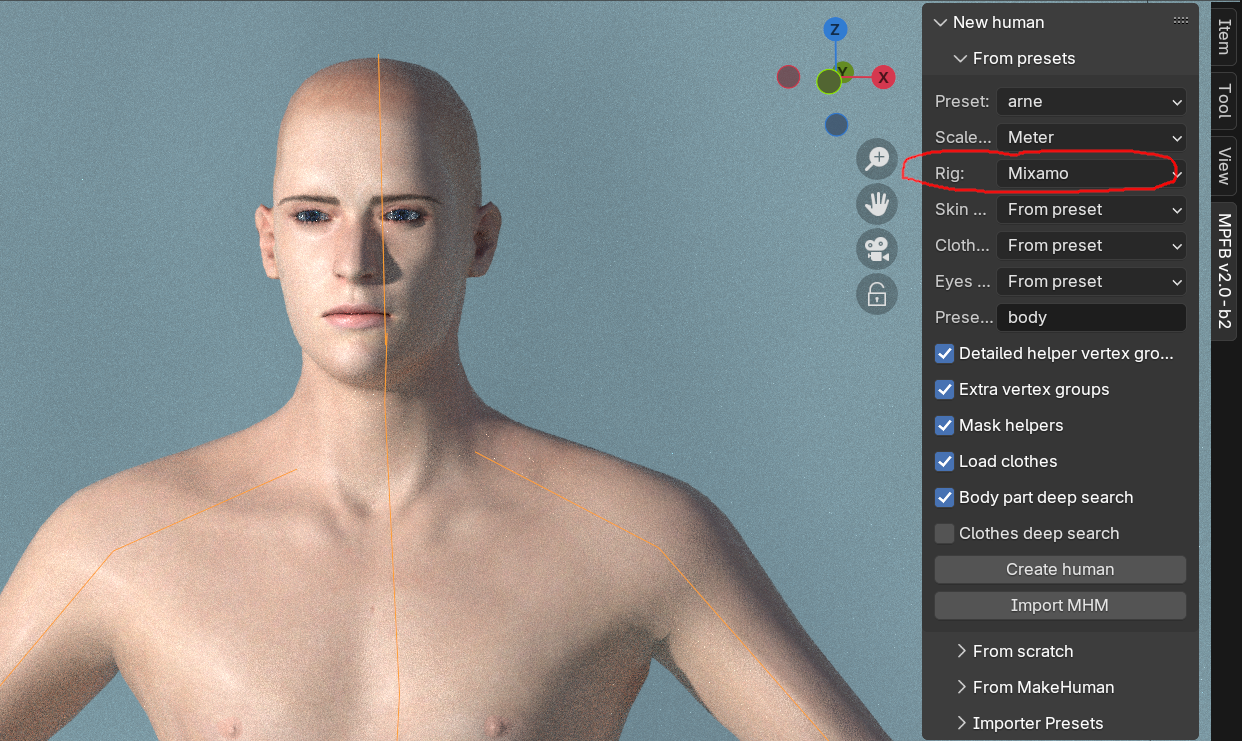 New human
From presets
Preset: arne
Scale... Meter
Rig: Mixamo
Skin ... From preset
Cloth... From preset
Eyes ... From preset
Prese... body
Detailed helper vertex gro...
Extra vertex groups
Mask helpers
Load clothes
Body part deep search
Clothes deep search
Create human
Import MHM
From scratch
From MakeHuman
Importer Presets
Z
Y
X
Item
Tool
View
MPFB v2.0-b2